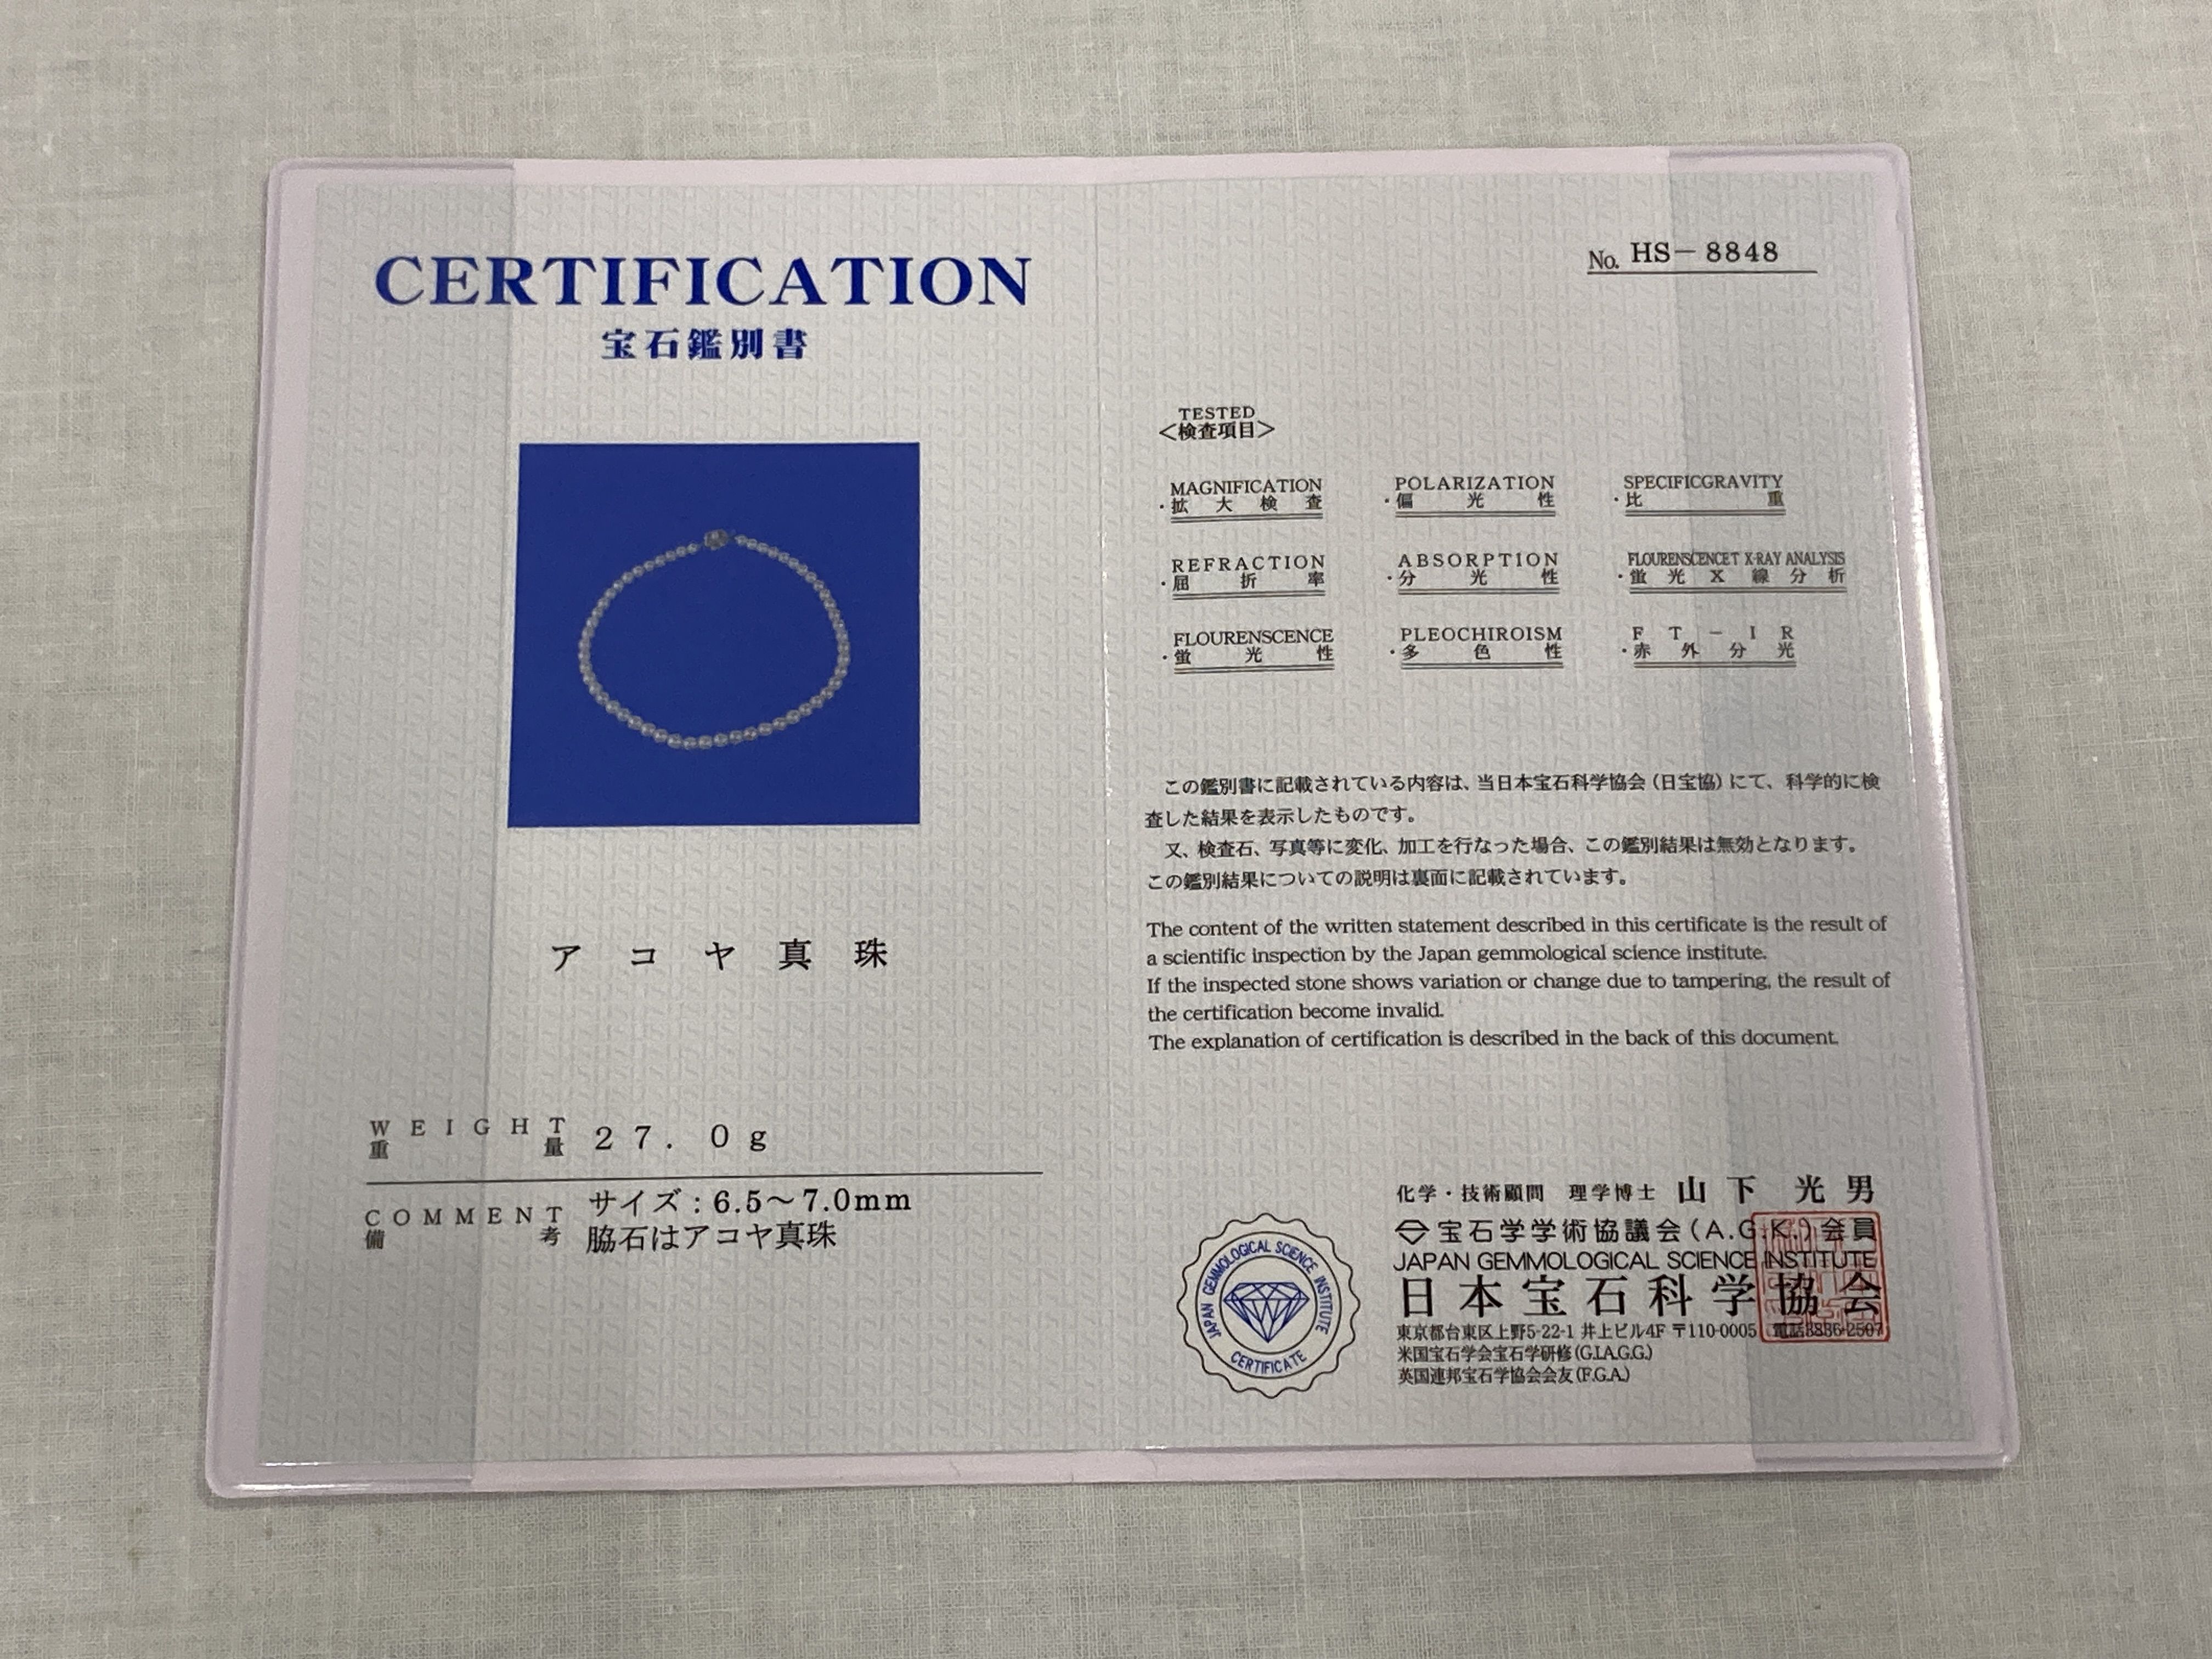 CERTIFICATION
宝石鑑別書
アコヤ真珠
WEIGHT
重量 27.0g
COMMENT サイズ：6.5～7.0mm
備考 脇石はアコヤ真珠
No. HS－8848
TESTED
＜検査項目＞
MAGNIFICATION POLARIZATION SPECIFICGRAVITY
・拡大検査 ・偏光性 ・比重
REFRACTION ABSORPTION FLOURENSCENCET X-RAY ANALYSIS
・屈折率 ・分光性 ・蛍光X線分析
FLOURENSCENCE PLEOCHIROISM FT-IR
・蛍光性 ・多色性 ・赤外分光
この鑑別書に記載されている内容は、当日本宝石科学協会（日宝協）にて、科学的に検
査した結果を表示したものです。
又、検査石、写真等に変化、加工を行なった場合、この鑑別結果は無効となります。
この鑑別結果についての説明は裏面に記載されています。
The content of the written statement described in this certificate is the result of
a scientific inspection by the Japan gemmological science institute.
If the inspected stone shows variation or change due to tampering, the result of
the certification become invalid.
The explanation of certification is described in the back of this document.
化学・技術顧問 理学博士 山下 光男
宝石学学術協議会（A.G.K.）会員
JAPAN GEMMOLOGICAL SCIENCE INSTITUTE
日本宝石科学協会
東京都台東区上野5-22-1 井上ビル4F 〒110-0005 電話3836-2507
米国宝石学会宝石学研修（G.I.A.G.G.）
英国連邦宝石学協会会友（F.G.A.）
JAPAN GEMMOLOGICAL SCIENCE INSTITUTE
CERTIFICATE